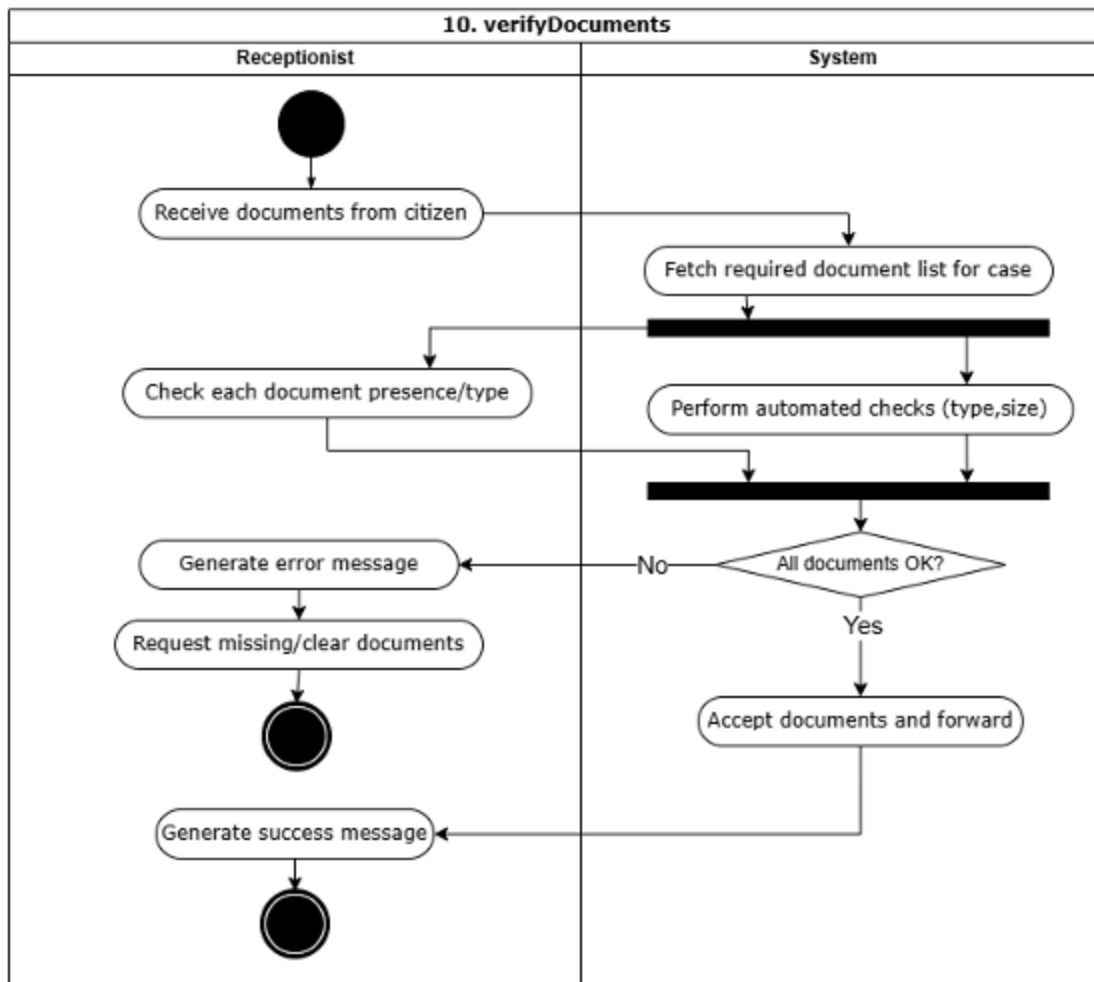 10. verifyDocuments
Receptionist
System
Receive documents from citizen
Fetch required document list for case
Check each document presence/type
Perform automated checks (type,size)
All documents OK?
No
Generate error message
Yes
Request missing/clear documents
Accept documents and forward
Generate success message